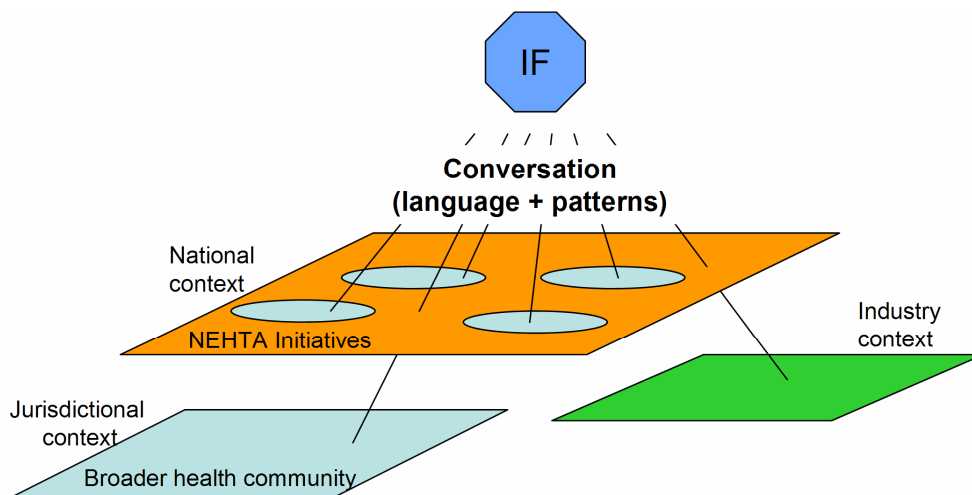 IF
Conversation
(language + patterns)
National
context
NEHTA Initiatives
Industry
context
Jurisdictional
context
Broader health community